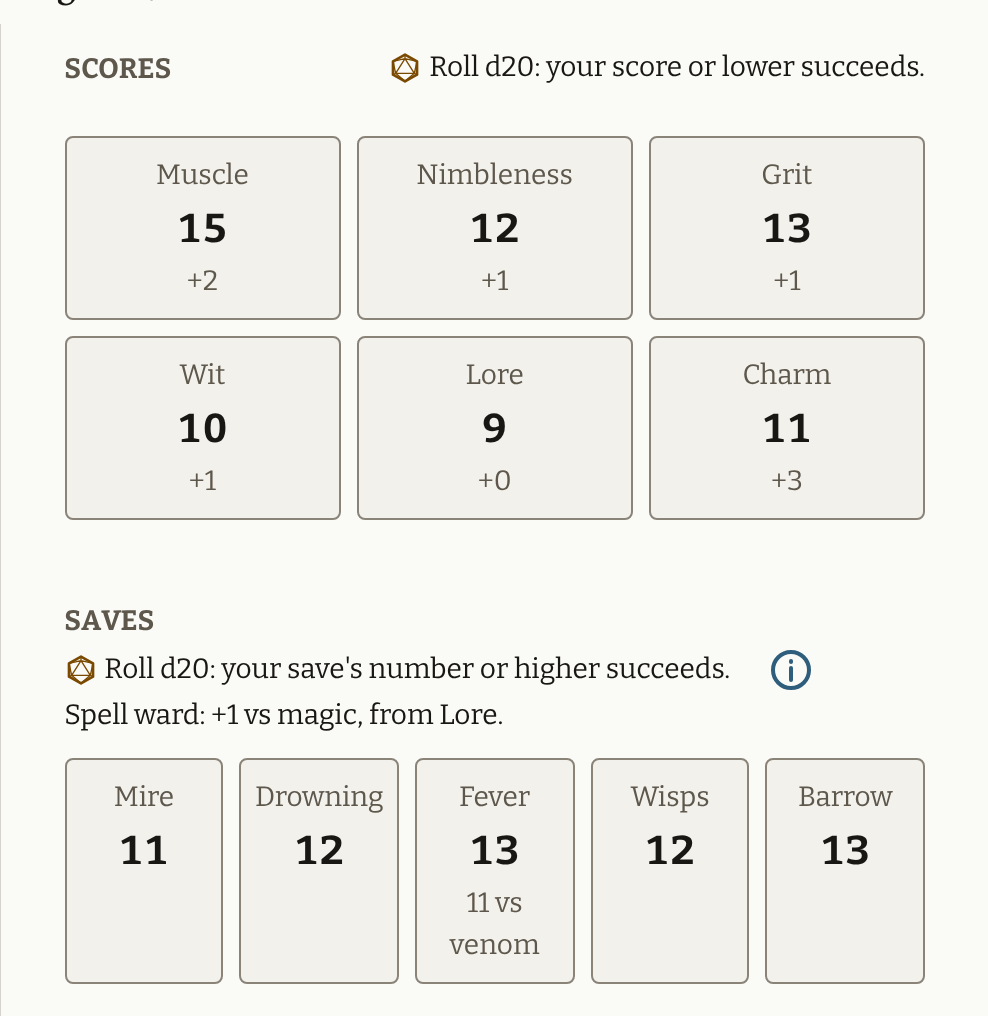 SCORES
Roll d20: your score or lower succeeds.
Muscle
15
+2
Nimbleness
12
+1
Grit
13
+1
Wit
10
+1
Lore
9
+0
Charm
11
+3
SAVES
Roll d20: your save's number or higher succeeds.
Spell ward: +1 vs magic, from Lore.
Mire
11
Drowning
12
Fever
13
11 vs
venom
Wisps
12
Barrow
13